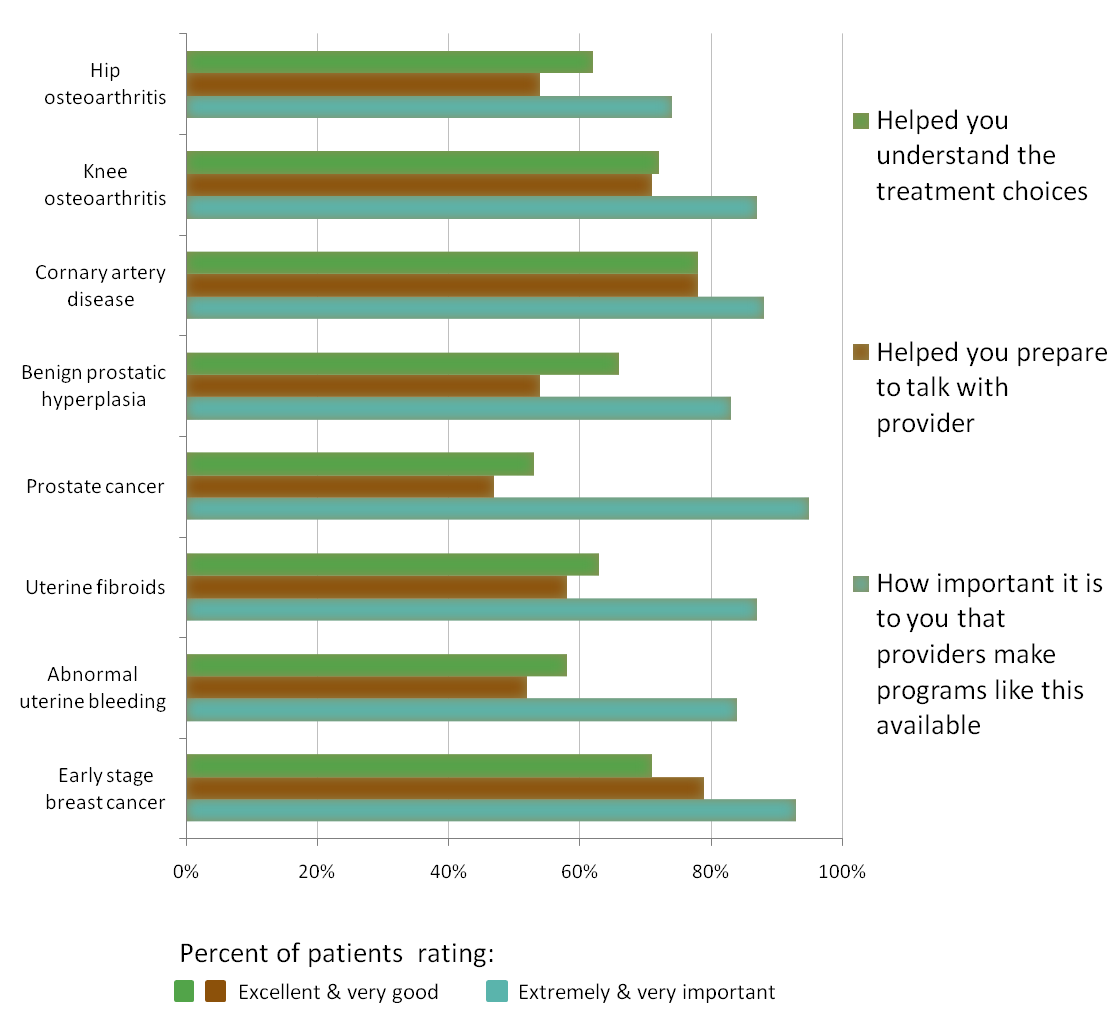 Hip
osteoarthritis
Knee
osteoarthritis
Cornary artery
disease
Benign prostatic
hyperplasia
Prostate cancer
Uterine fibroids
Abnormal
uterine bleeding
Early stage
breast cancer
0% 20% 40% 60% 80% 100%
Helped you
understand the
treatment choices
Helped you prepare
to talk with
provider
How important it is
to you that
providers make
programs like this
available
Percent of patients rating:
Excellent & very good Extremely & very important